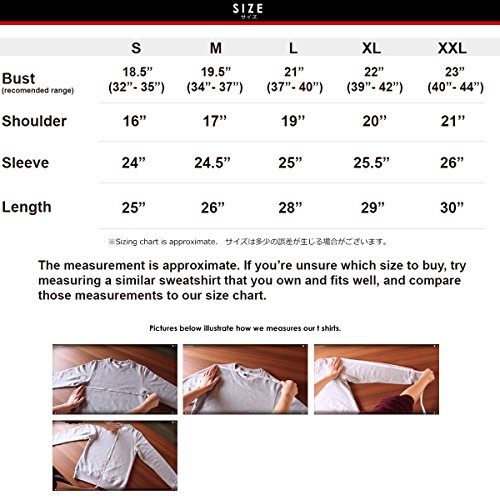 SIZE
サイズ
S M L XL XXL
Bust 18.5” 19.5” 21” 22” 23”
(recomended range) (32”- 35”) (34”- 37”) (37”- 40”) (39”- 42”) (40”- 44”)
Shoulder 16” 17” 19” 20” 21”
Sleeve 24” 24.5” 25” 25.5” 26”
Length 25” 26” 28” 29” 30”
※Sizing chart is approximate. サイズは多少の誤差が生じる場合がございます。
The measurement is approximate. If you’re unsure which size to buy, try
measuring a similar sweatshirt that you own and fits well, and compare
those measurements to our size chart.
Pictures below illustrate how we measures our t shirts.